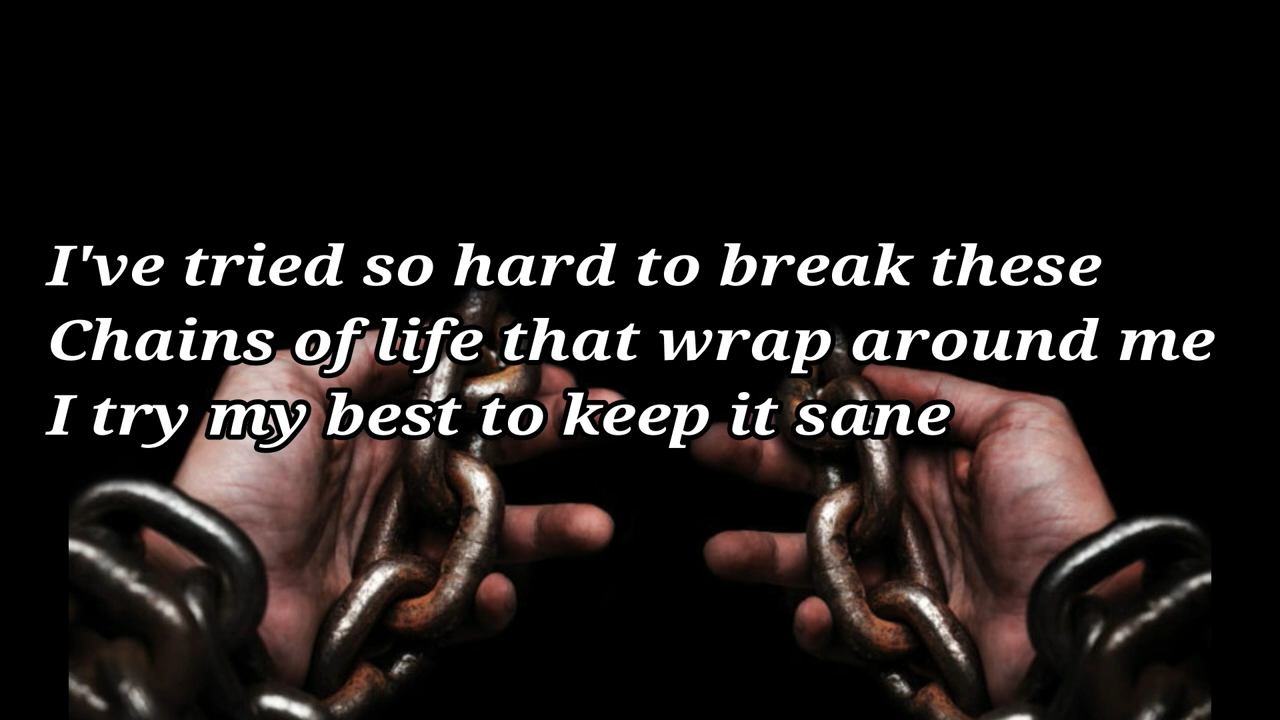 I've tried so hard to break these
Chains of life that wrap around me
I try my best to keep it sane